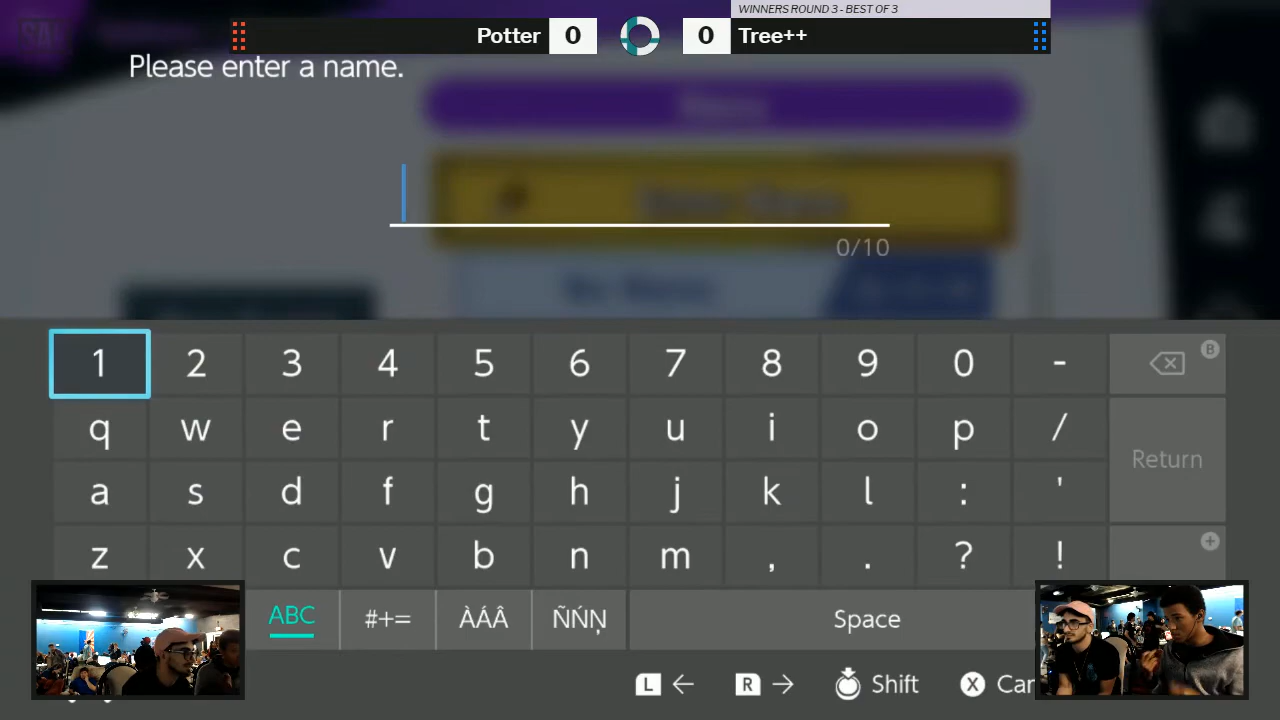 WINNERS ROUND 3 - BEST OF 3
Potter 0 0 Tree++
Please enter a name.
0/10
1 2 3 4 5 6 7 8 9 0 -
B
q w e r t y u i o p /
Return
a s d f g h j k l : '
z x c v b n m , . ? !
+
ABC #+= ÀÁÂ ÑŃŅ Space
L ← R → Shift X Can